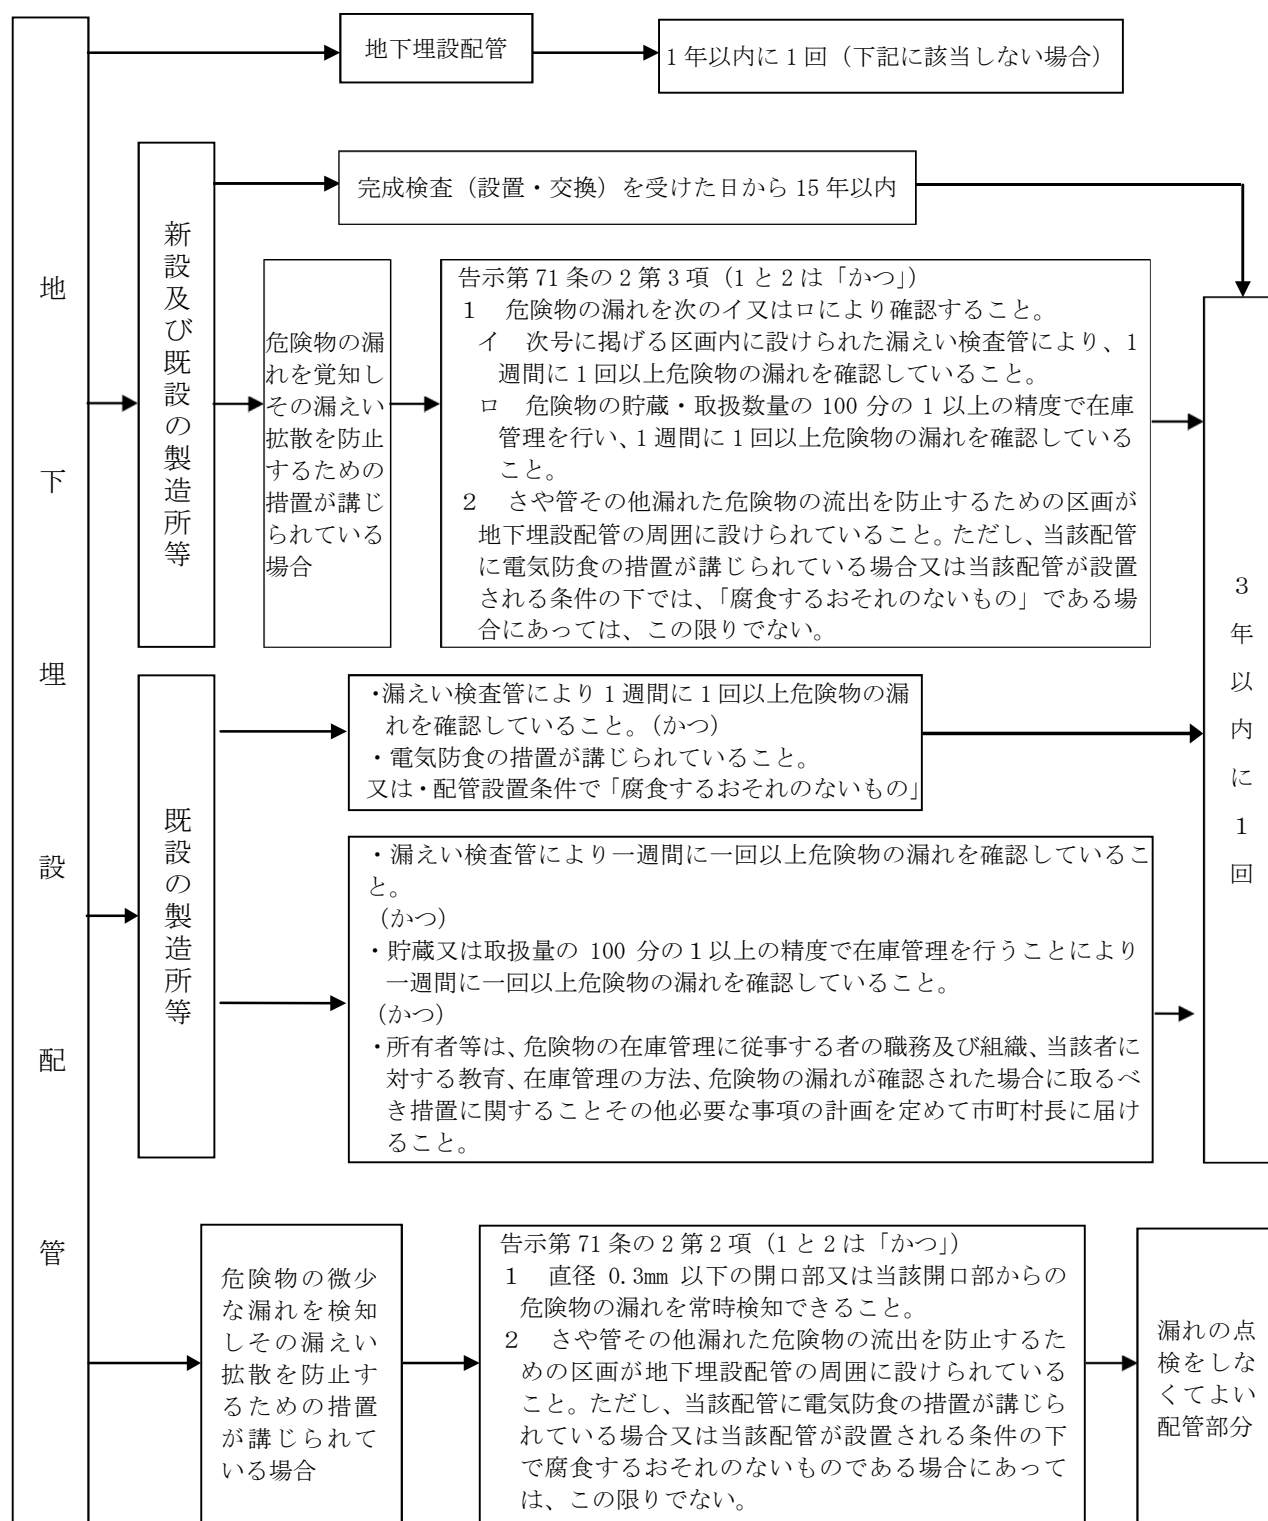 地下埋設配管
地下埋設配管
1年以内に1回（下記に該当しない場合）
新設及び既設の製造所等
完成検査（設置・交換）を受けた日から 15 年以内
危険物の漏
れを覚知し
その漏えい
拡散を防止
するための
措置が講じ
られている
場合
告示第 71 条の 2 第 3 項（1 と 2 は「かつ」）
１　危険物の漏れを次のイ又はロにより確認すること。
イ　次号に掲げる区画内に設けられた漏えい検査管により、1
週間に 1 回以上危険物の漏れを確認していること。
ロ　危険物の貯蔵・取扱数量の 100 分の 1 以上の精度で在庫
管理を行い、1 週間に 1 回以上危険物の漏れを確認している
こと。
２　さや管その他漏れた危険物の流出を防止するための区画が
地下埋設配管の周囲に設けられていること。ただし、当該配管
に電気防食の措置が講じられている場合又は当該配管が設置
される条件の下では、「腐食するおそれのないもの」である場
合にあっては、この限りでない。
3年以内に1回
既設の製造所等
・漏えい検査管により 1 週間に 1 回以上危険物の漏
れを確認していること。（かつ）
・電気防食の措置が講じられていること。
又は・配管設置条件で「腐食するおそれのないもの」
・漏えい検査管により一週間に一回以上危険物の漏れを確認しているこ
と。
（かつ）
・貯蔵又は取扱量の 100 分の 1 以上の精度で在庫管理を行うことにより
一週間に一回以上危険物の漏れを確認していること。
（かつ）
・所有者等は、危険物の在庫管理に従事する者の職務及び組織、当該者に
対する教育、在庫管理の方法、危険物の漏れが確認された場合に取るべ
き措置に関することその他必要な事項の計画を定めて市町村長に届け
ること。
危険物の微少
な漏れを検知
しその漏えい
拡散を防止す
るための措置
が講じられて
いる場合
告示第 71 条の 2 第 2 項（1 と 2 は「かつ」）
１　直径 0.3mm 以下の開口部又は当該開口部からの
危険物の漏れを常時検知できること。
２　さや管その他漏れた危険物の流出を防止するた
めの区画が地下埋設配管の周囲に設けられている
こと。ただし、当該配管に電気防食の措置が講じら
れている場合又は当該配管が設置される条件の下
で腐食するおそれのないものである場合にあって
は、この限りでない。
漏れの点
検をしな
くてよい
配管部分